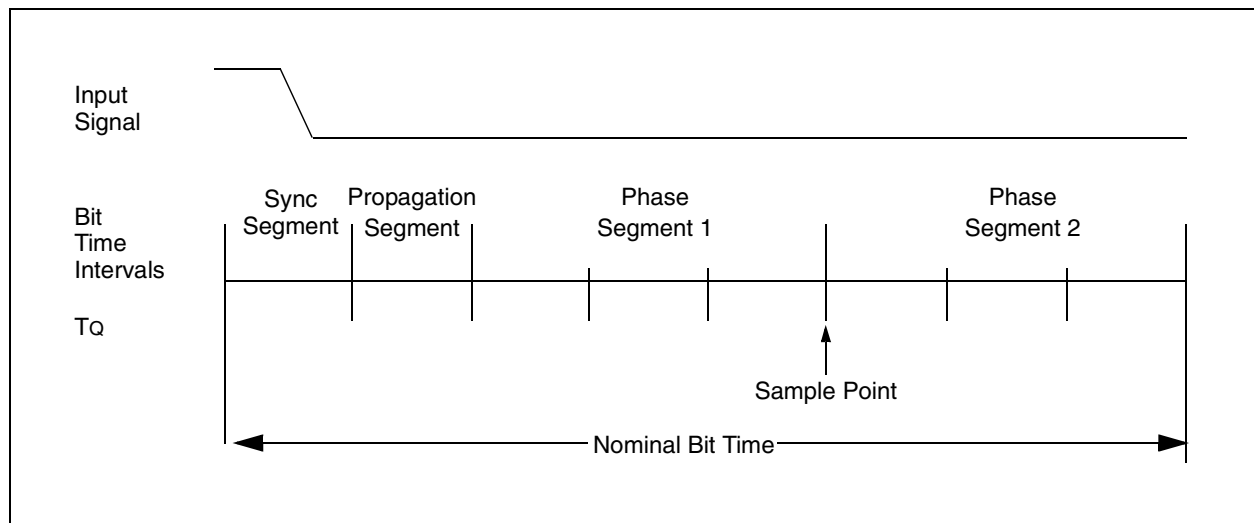 Input
Signal
Sync
Segment
Propagation
Segment
Phase
Segment 1
Phase
Segment 2
Bit
Time
Intervals
TQ
Sample Point
Nominal Bit Time